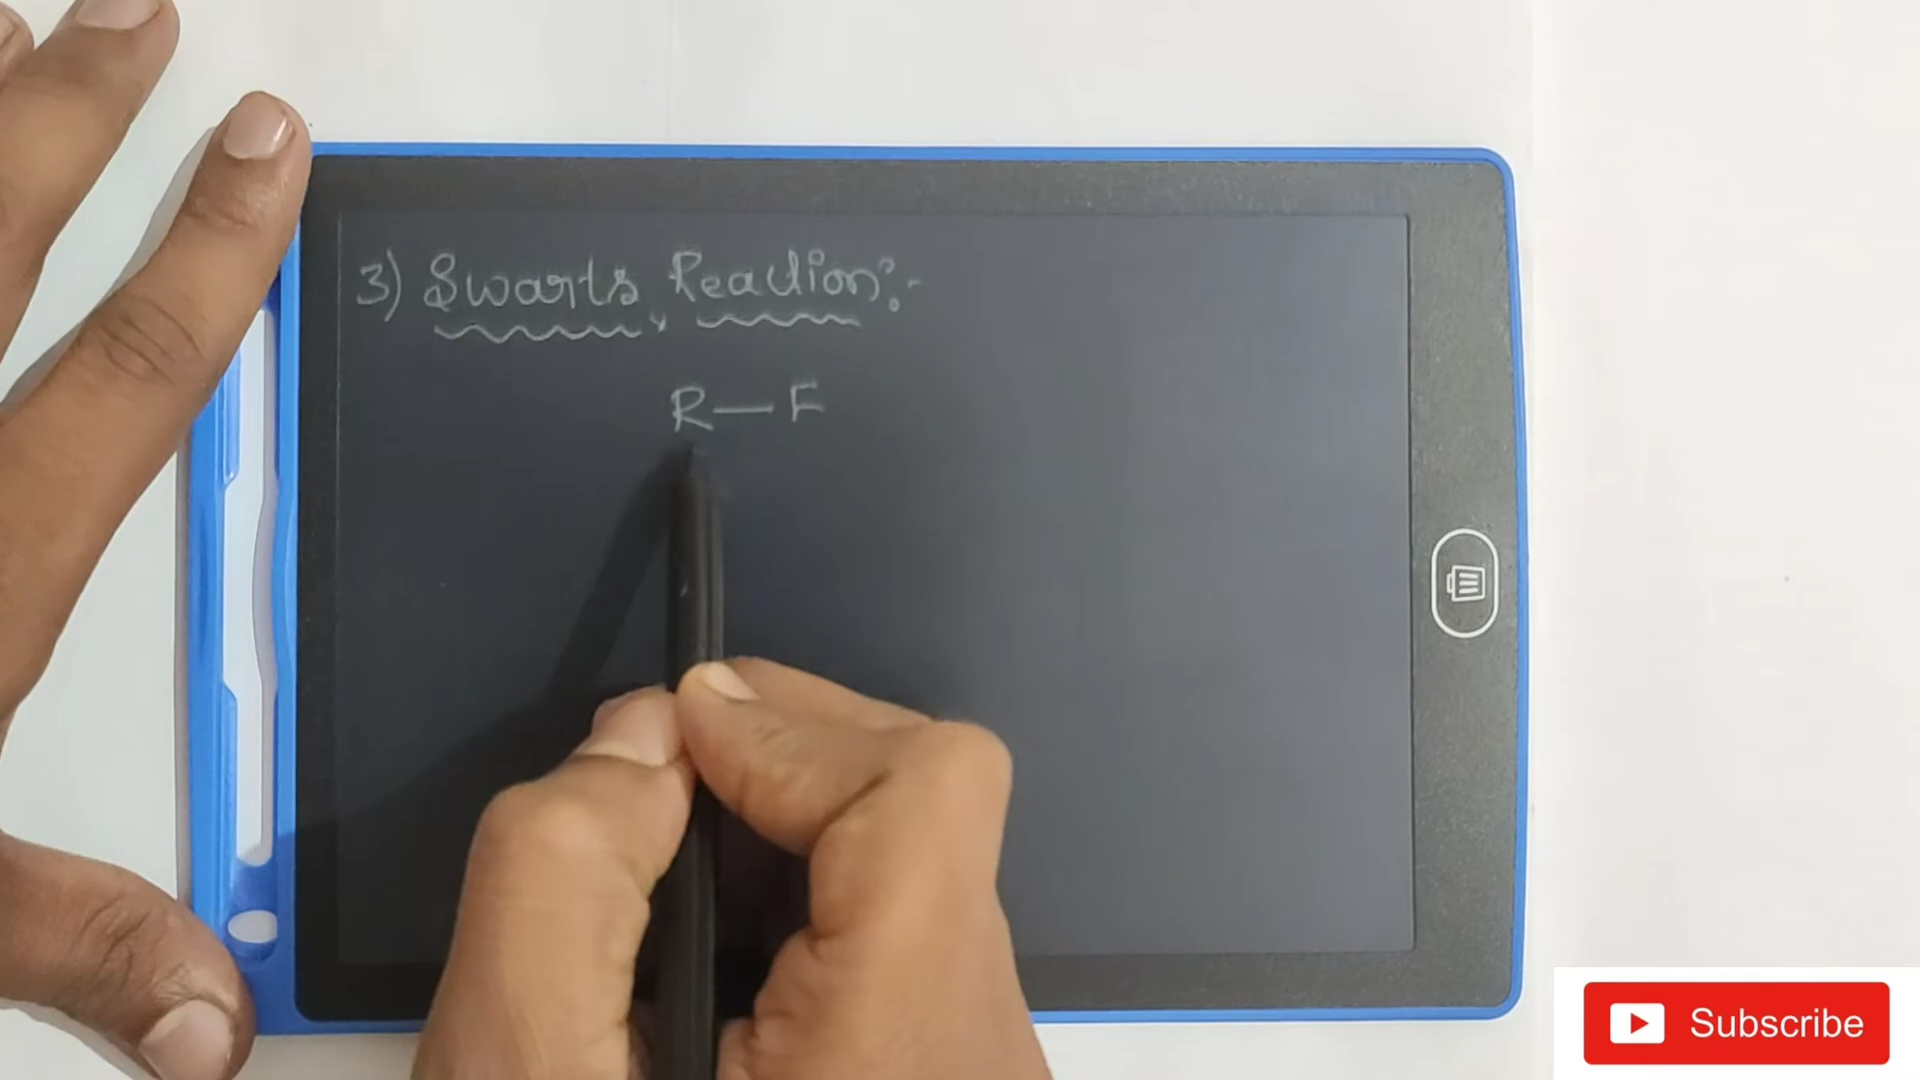 3) Swarts Reaction:-
R — F
Subscribe